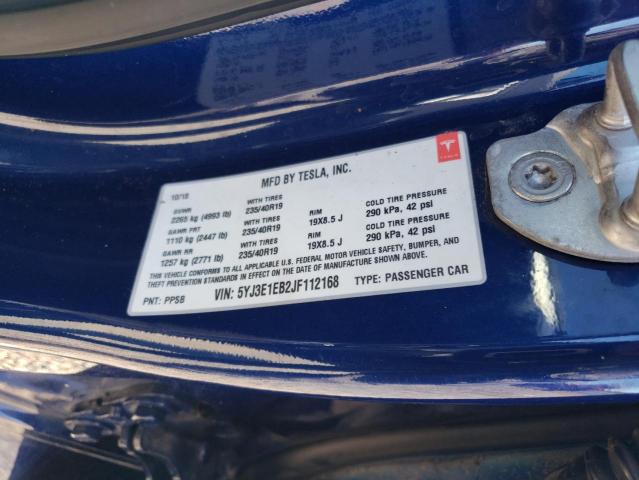 MFD BY TESLA, INC.
TESLA
10/18
GVWR
2265 kg (4993 lb)
GAWR FRT
1110 kg (2447 lb)
GAWR RR
1257 kg (2771 lb)
WITH TIRES
235/40R19
WITH TIRES
235/40R19
WITH TIRES
235/40R19
RIM
19X8.5 J
RIM
19X8.5 J
COLD TIRE PRESSURE
290 kPa, 42 psi
COLD TIRE PRESSURE
290 kPa, 42 psi
THIS VEHICLE CONFORMS TO ALL APPLICABLE U.S. FEDERAL MOTOR VEHICLE SAFETY, BUMPER, AND
THEFT PREVENTION STANDARDS IN EFFECT ON THE DATE OF MANUFACTURE SHOWN ABOVE.
PNT: PPSB VIN: 5YJ3E1EB2JF112168 TYPE: PASSENGER CAR